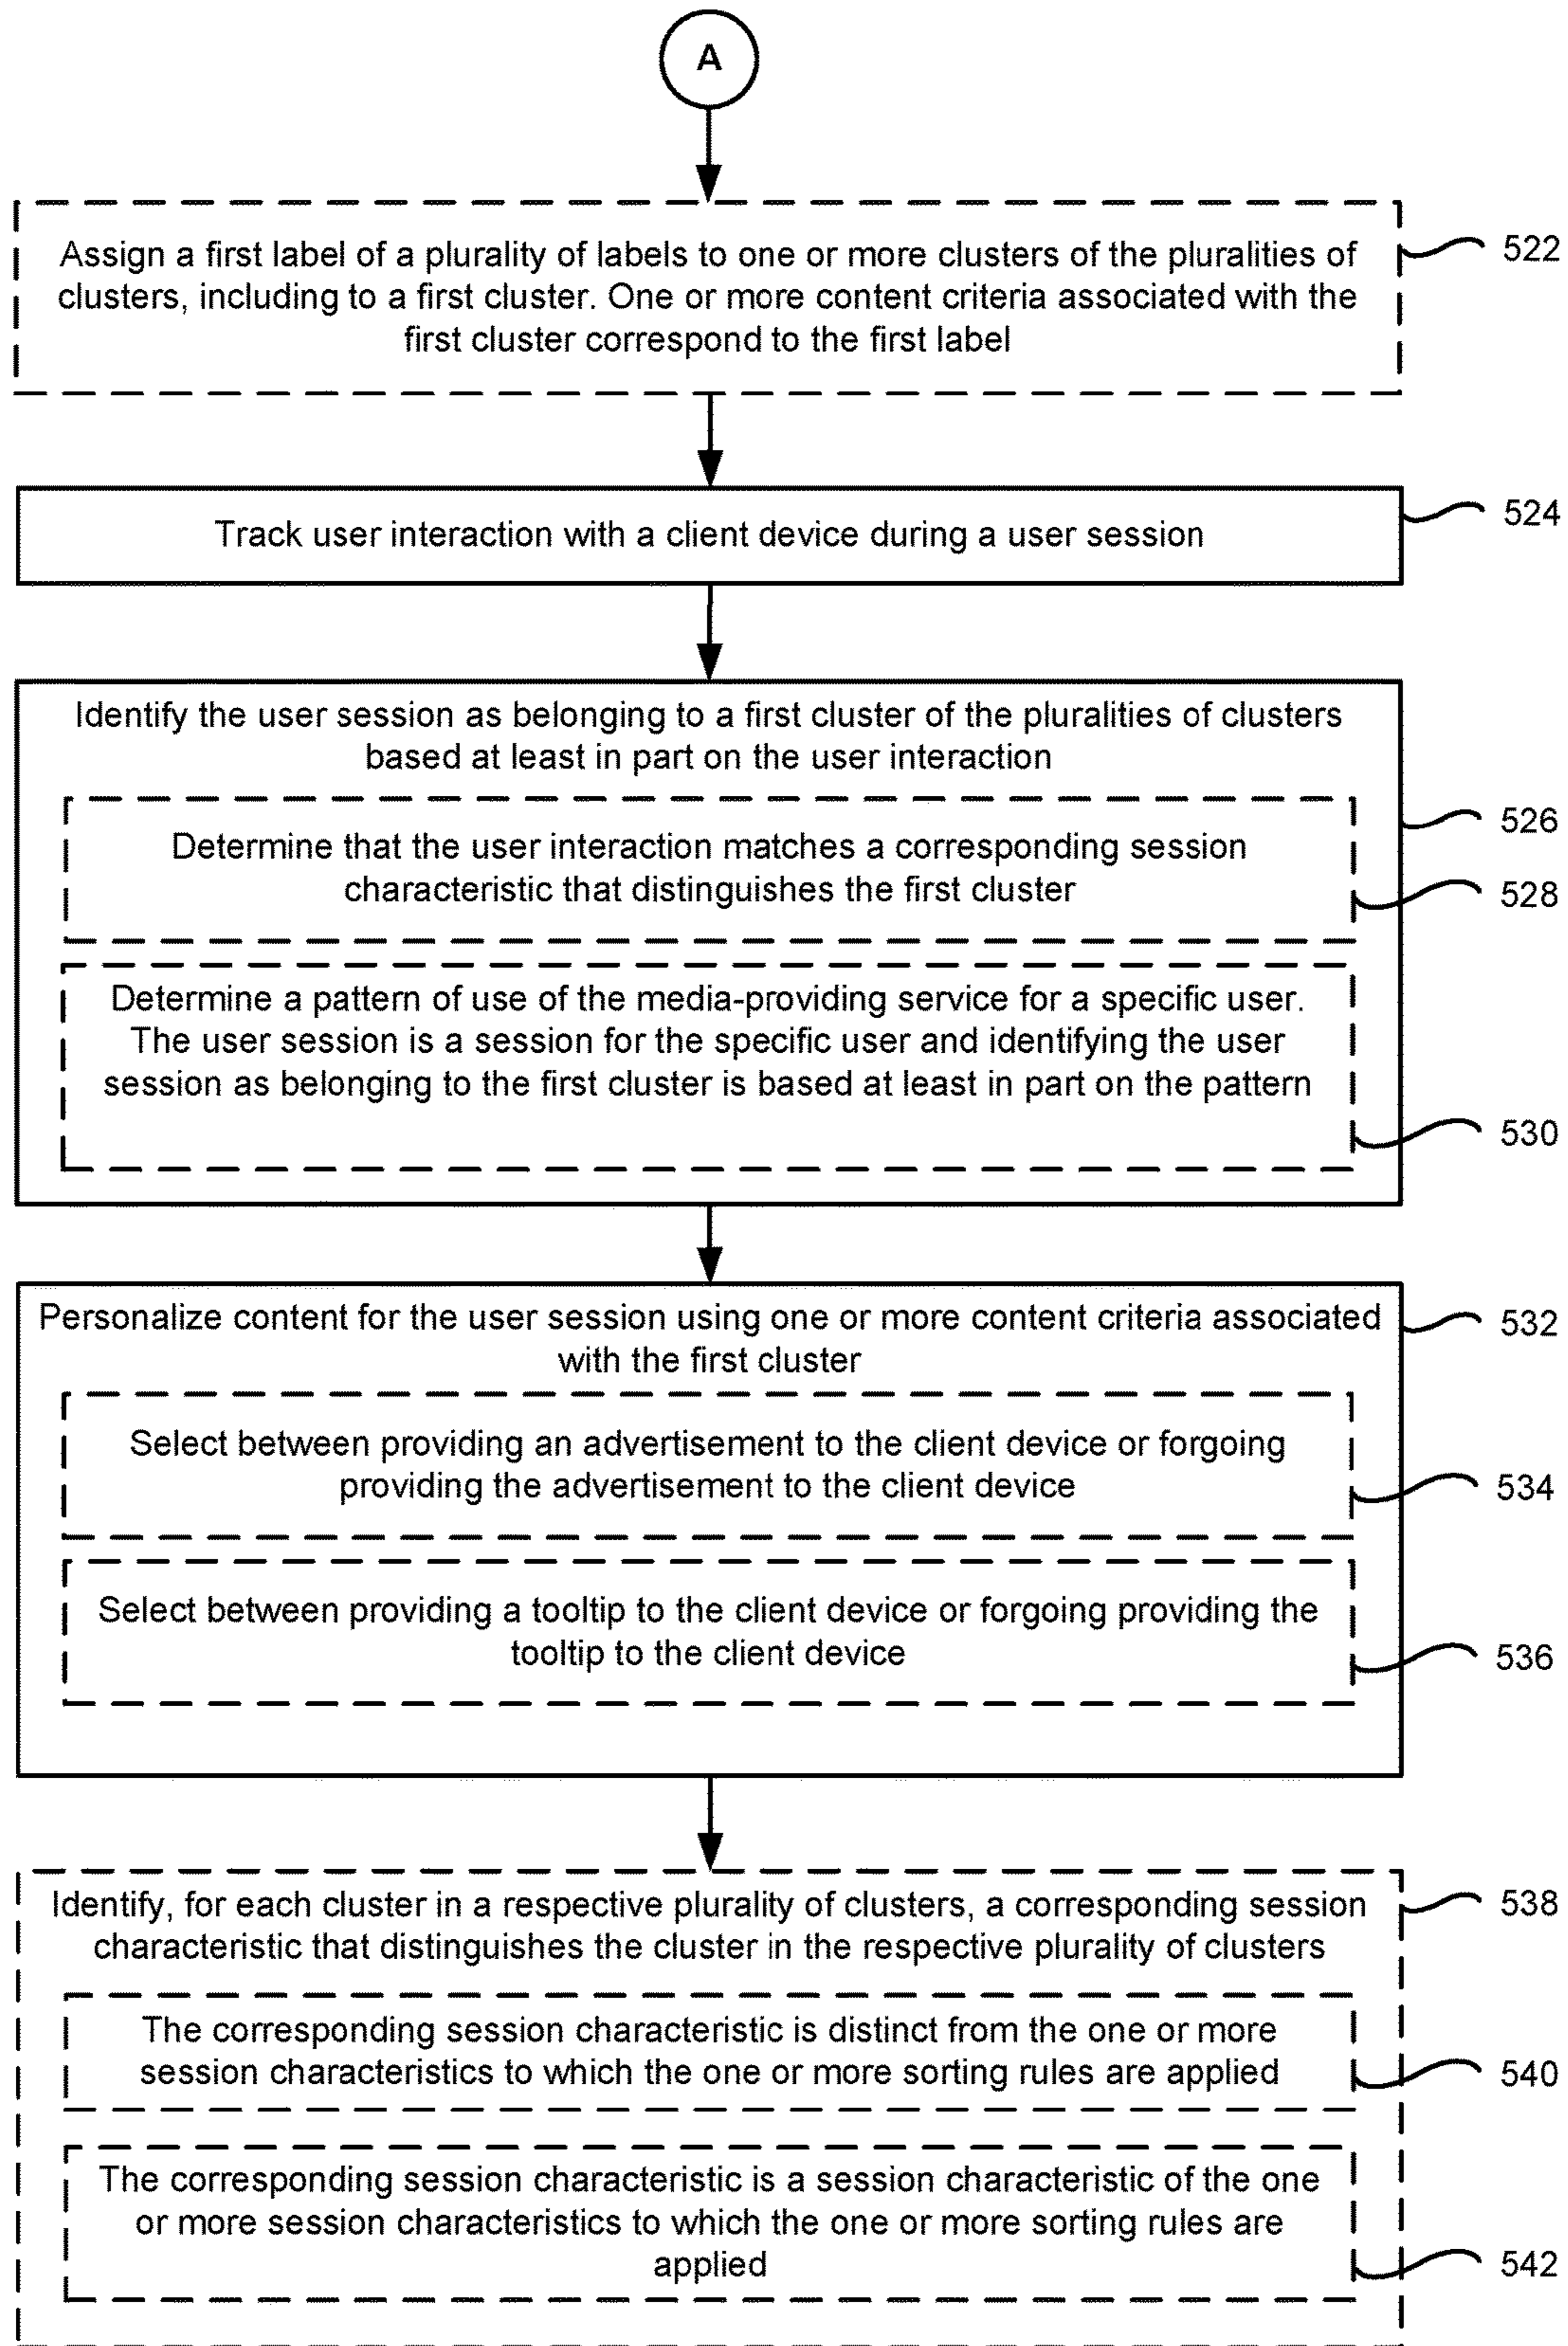 A
Assign a first label of a plurality of labels to one or more clusters of the pluralities of
clusters, including to a first cluster. One or more content criteria associated with the
first cluster correspond to the first label
522
Track user interaction with a client device during a user session
524
Identify the user session as belonging to a first cluster of the pluralities of clusters
based at least in part on the user interaction
526
Determine that the user interaction matches a corresponding session
characteristic that distinguishes the first cluster
528
Determine a pattern of use of the media-providing service for a specific user.
The user session is a session for the specific user and identifying the user
session as belonging to the first cluster is based at least in part on the pattern
530
Personalize content for the user session using one or more content criteria associated
with the first cluster
532
Select between providing an advertisement to the client device or forgoing
providing the advertisement to the client device
534
Select between providing a tooltip to the client device or forgoing providing the
tooltip to the client device
536
Identify, for each cluster in a respective plurality of clusters, a corresponding session
characteristic that distinguishes the cluster in the respective plurality of clusters
538
The corresponding session characteristic is distinct from the one or more
session characteristics to which the one or more sorting rules are applied
540
The corresponding session characteristic is a session characteristic of the one
or more session characteristics to which the one or more sorting rules are
applied
542